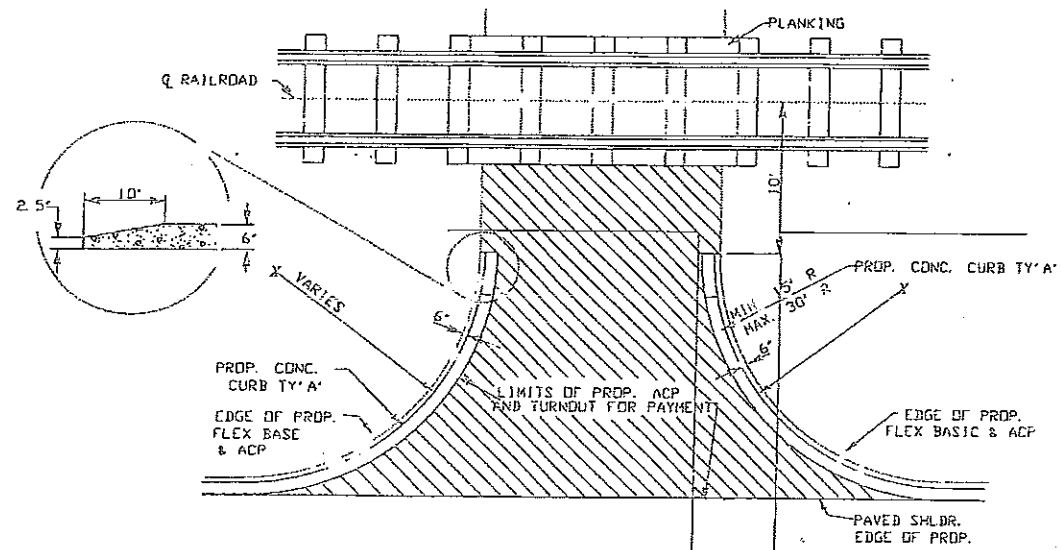 PLANKING
℄ RAILROAD
10'
10"
2 5"
6"
X VARIES
PROP. CONC. CURB TY'A'
MIN 15' R
MAX. 30' R
Y
6"
6"
PROP. CONC.
CURB TY'A'
LIMITS OF PROP. ACP
AND TURNOUT FOR PAYMENT
EDGE OF PROP.
FLEX BASE
& ACP
EDGE OF PROP.
FLEX BASIC & ACP
PAVED SHLDR.
EDGE OF PROP.